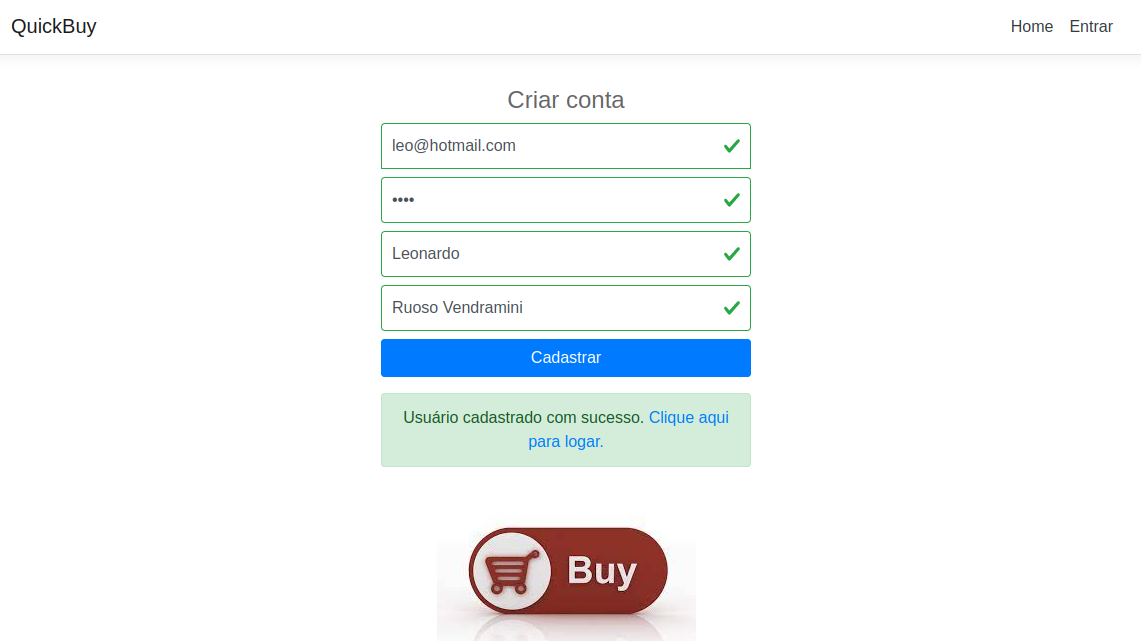 QuickBuy
Home Entrar
Criar conta
leo@hotmail.com
••••
Leonardo
Ruoso Vendramini
Cadastrar
Usuário cadastrado com sucesso. Clique aqui
para logar.
Buy